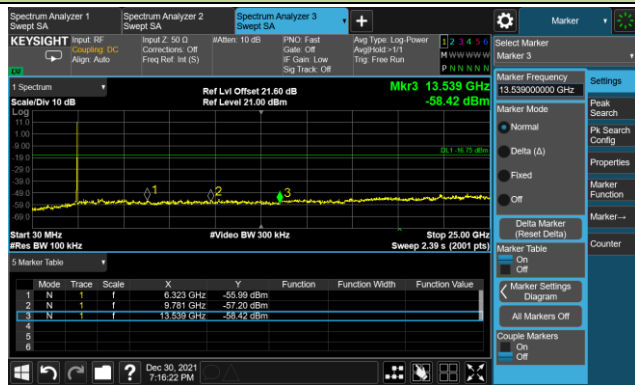 Spectrum Analyzer 1
Swept SA
Spectrum Analyzer 2
Swept SA
Spectrum Analyzer 3
Swept SA
Marker
KEYSIGHT
Input: RF
Coupling: DC
Align: Auto
Input Z: 50 Ω
Corrections: Off
Freq Ref: Int (S)
#Atten: 10 dB
PNO: Fast
Gate: Off
IF Gain: Low
Sig Track: Off
Avg Type: Log-Power
Avg|Hold:>1/1
Trig: Free Run
1 2 3 4 5 6
M W W W W W
P N N N N N
Select Marker
Marker 3
1 Spectrum
Scale/Div 10 dB
Ref Lvl Offset 21.60 dB
Ref Level 21.00 dBm
Mkr3 13.539 GHz
-58.42 dBm
Log
11.0
1.00
-9.00
-19.0
-29.0
-39.0
-49.0
-59.0
-69.0
DL1 -16.75 dBm
1
2
3
Start 30 MHz
#Res BW 100 kHz
#Video BW 300 kHz
Stop 25.00 GHz
Sweep 2.39 s (2001 pts)
5 Marker Table
Mode Trace Scale X Y Function Function Width Function Value
1 N 1 f 6.323 GHz -55.99 dBm
2 N 1 f 9.781 GHz -57.20 dBm
3 N 1 f 13.539 GHz -58.42 dBm
4
5
6
Marker Frequency
13.539000000 GHz
Marker Mode
Normal
Delta (Δ)
Fixed
Off
Delta Marker
(Reset Delta)
Marker Table
On
Off
Marker Settings
Diagram
All Markers Off
Couple Markers
On
Off
Settings
Peak
Search
Pk Search
Config
Properties
Marker
Function
Marker→
Counter
?
Dec 30, 2021
7:16:22 PM